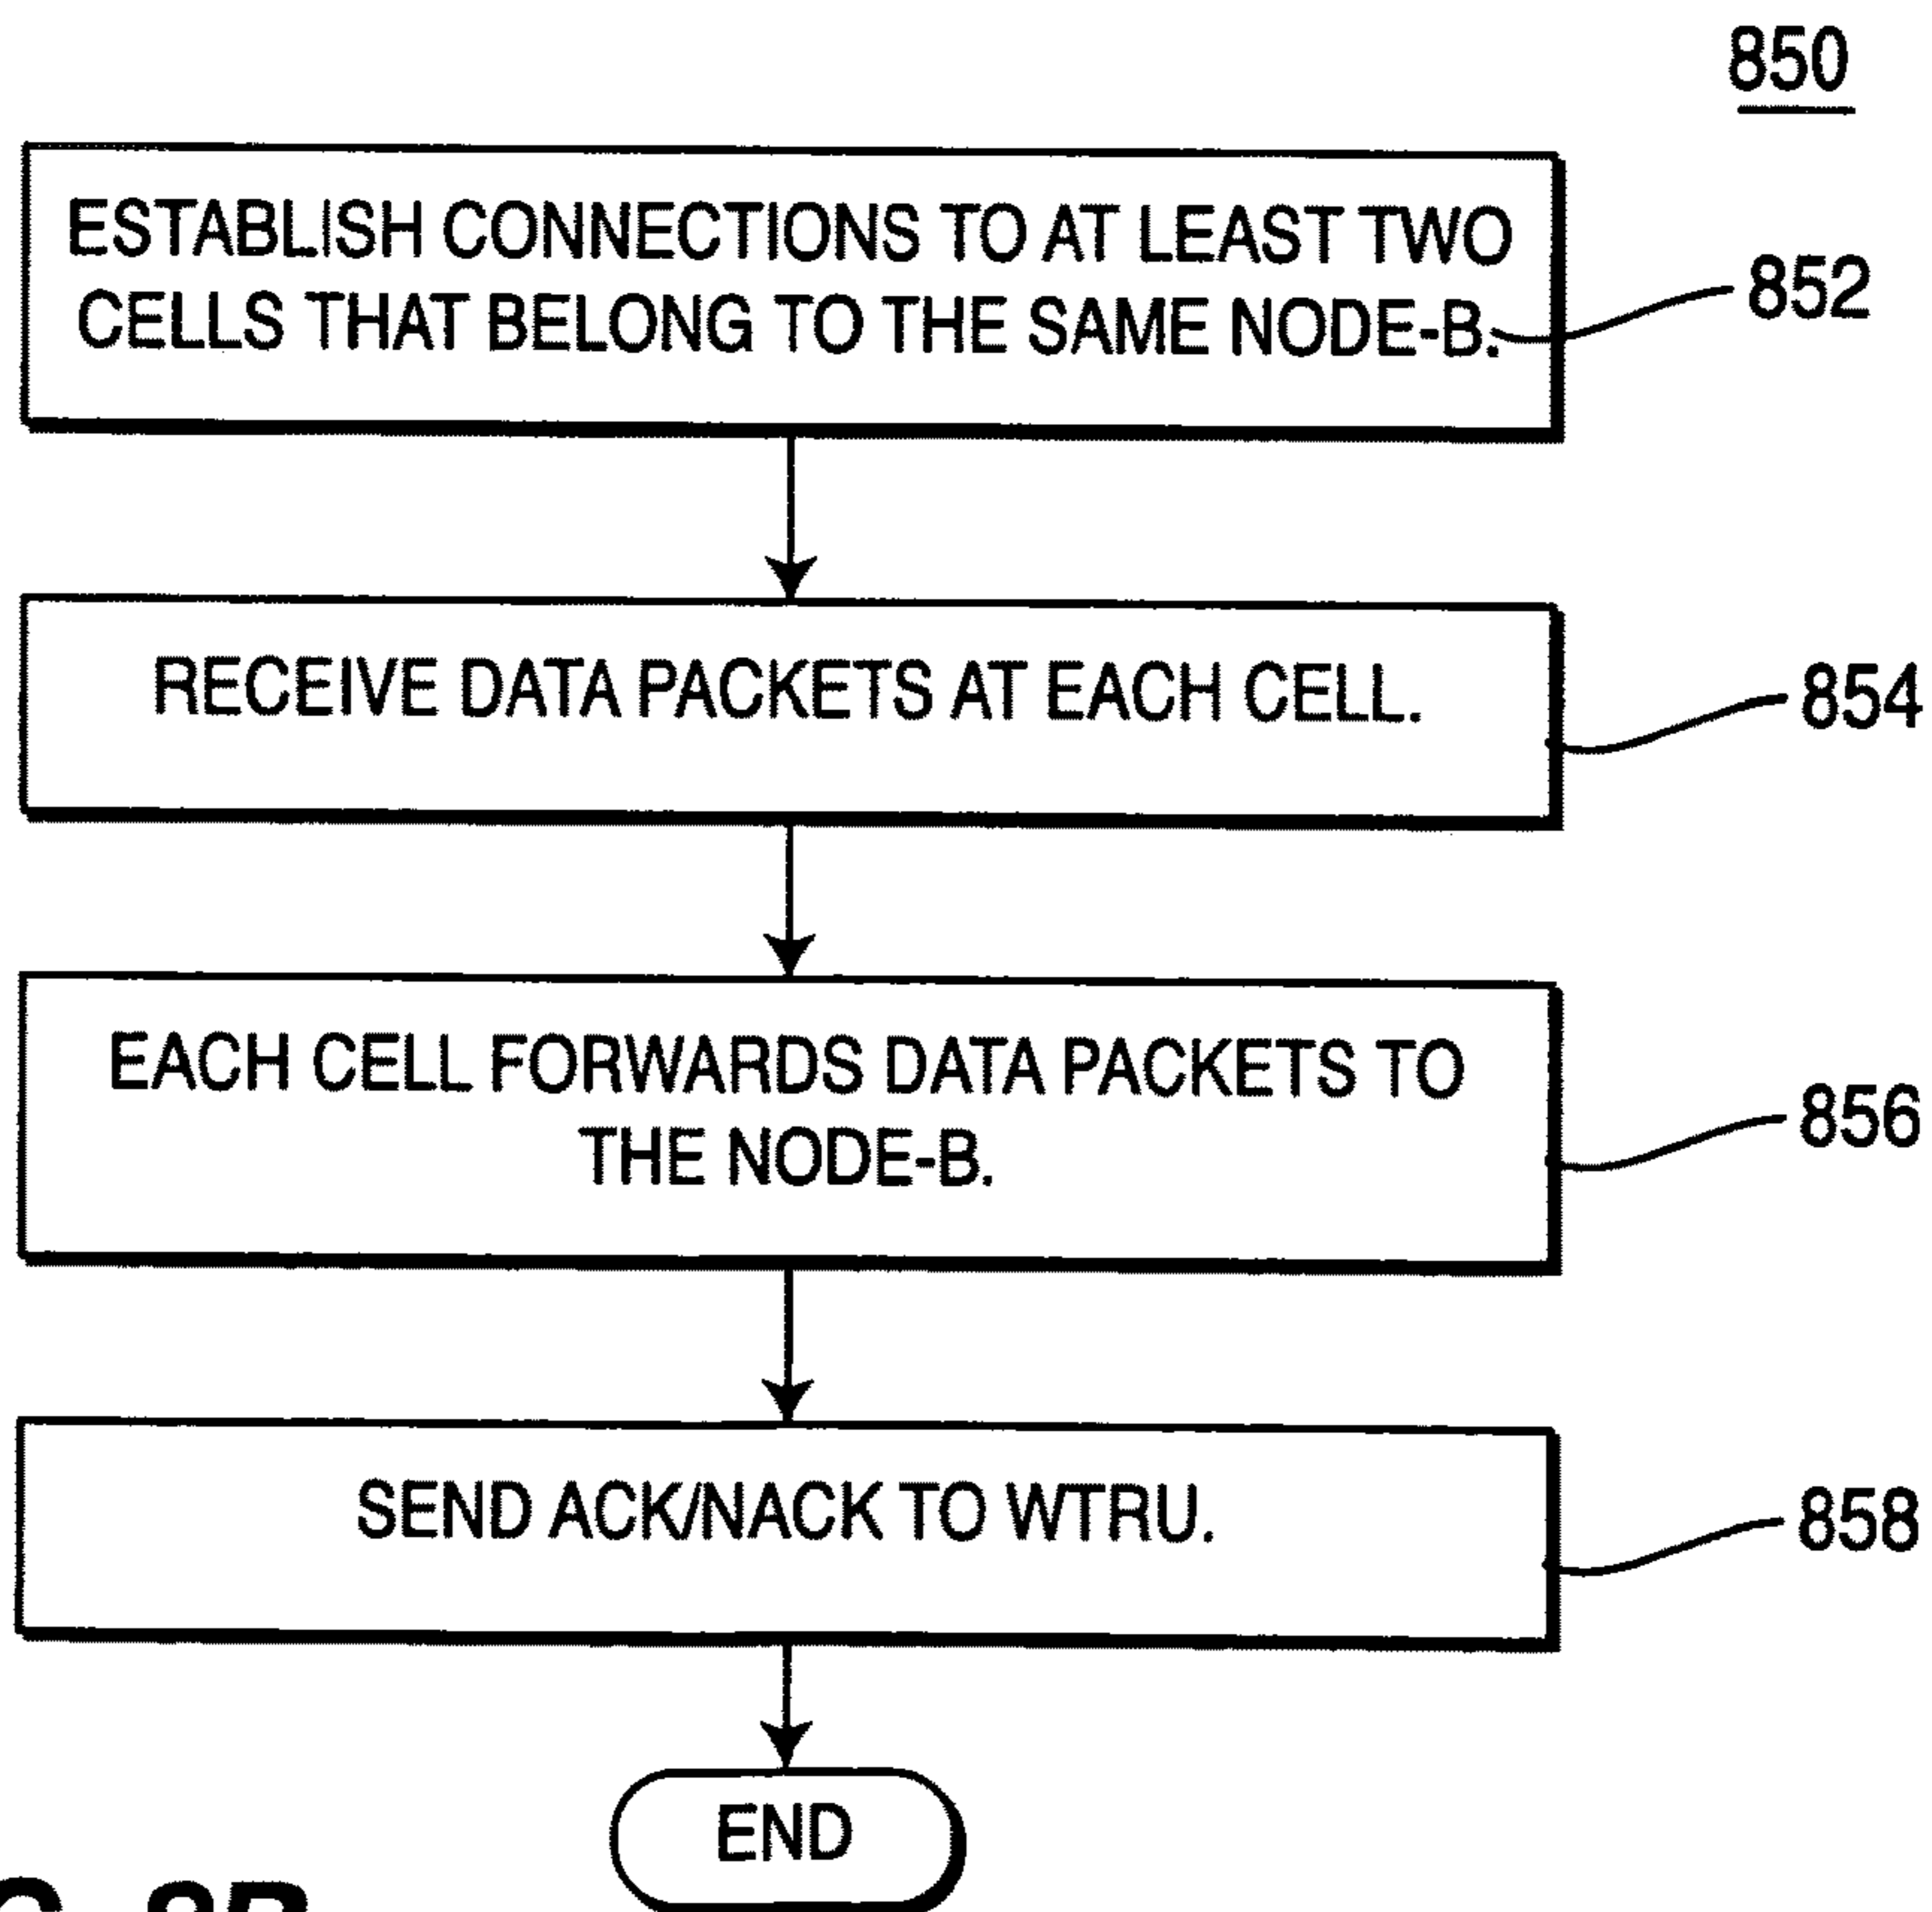 850
ESTABLISH CONNECTIONS TO AT LEAST TWO
CELLS THAT BELONG TO THE SAME NODE-B.
852
RECEIVE DATA PACKETS AT EACH CELL.
854
EACH CELL FORWARDS DATA PACKETS TO
THE NODE-B.
856
SEND ACK/NACK TO WTRU.
858
END